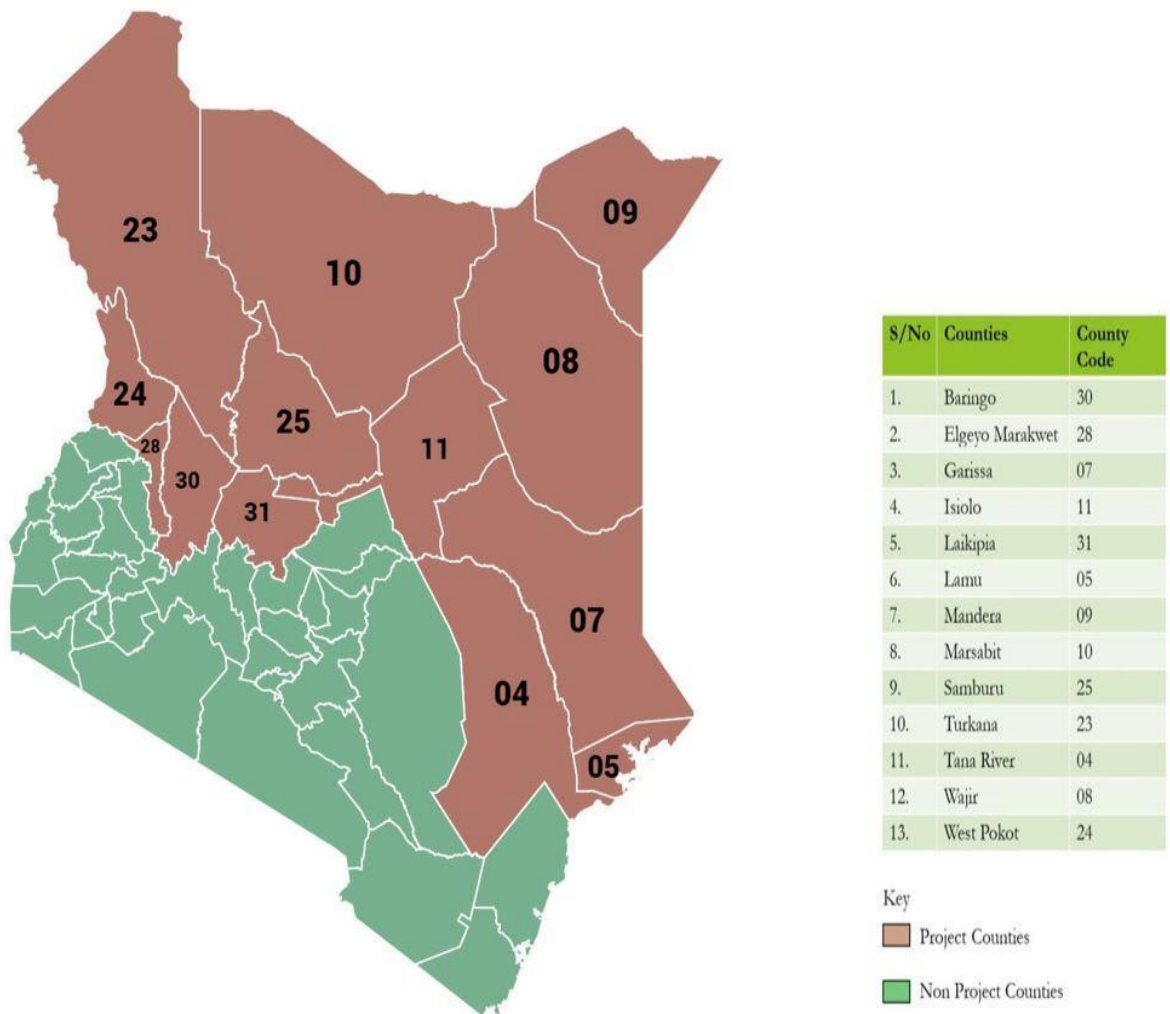 23
10
09
08
24
25
11
28
30
31
07
04
05
S/No Counties County Code
1. Baringo 30
2. Elgeyo Marakwet 28
3. Garissa 07
4. Isiolo 11
5. Laikipia 31
6. Lamu 05
7. Mandera 09
8. Marsabit 10
9. Samburu 25
10. Turkana 23
11. Tana River 04
12. Wajir 08
13. West Pokot 24
Key
Project Counties
Non Project Counties